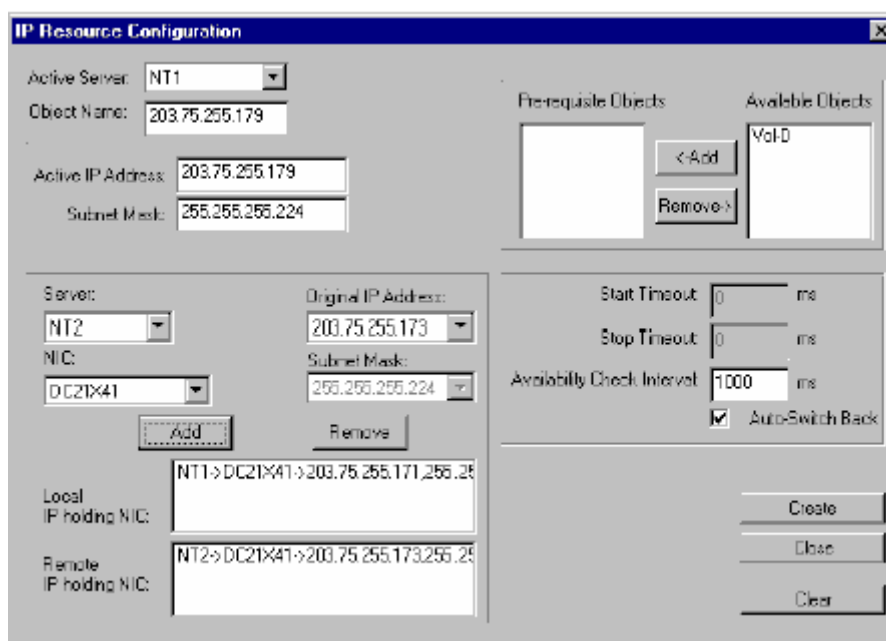 IP Resource Configuration
Active Server: NT1
Object Name: 203.75.255.179
Active IP Address: 203.75.255.179
Subnet Mask: 255.255.255.224
Pre-requisite Objects
Available Objects
Vol-D
<-Add
Remove->
Server:
NT2
Original IP Address:
203.75.255.173
NIC:
DC21X41
Subnet Mask:
255.255.255.224
Add
Remove
Local
IP holding NIC:
NT1->DC21X41->203.75.255.171,255.25
Remote
IP holding NIC:
NT2->DC21X41->203.75.255.173,255.25
Start Timeout: 0 ms
Stop Timeout: 0 ms
Availability Check Interval: 1000 ms
Auto-Switch Back
Create
Close
Clear